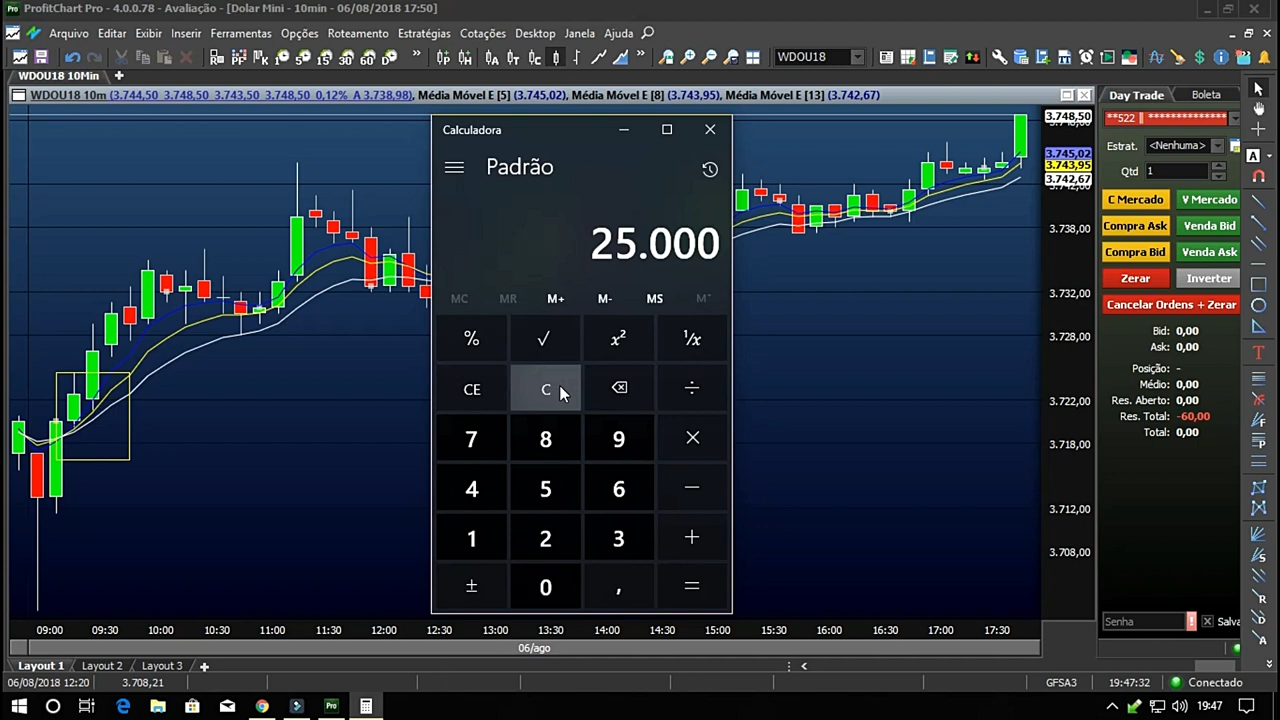 ProfitChart Pro - 4.0.0.78 - Avaliação - [Dolar Mini - 10min - 06/08/2018 17:50]
Arquivo Editar Exibir Inserir Ferramentas Opções Roteamento Estratégias Cotações Desktop Janela Ajuda
WDOU18
WDOU18 10Min
WDOU18 10m (3.744,50 3.748,50 3.743,50 3.748,50 0,12% A 3.738,98), Média Móvel E [5] (3.745,02), Média Móvel E [8] (3.743,95), Média Móvel E [13] (3.742,67)
Day Trade Boleta
3.748,50
3.745,02
3.743,95
3.742,67
3.738,00
3.732,00
3.728,00
3.722,00
3.718,00
3.712,00
3.708,00
**522 | **************
Estrat. <Nenhuma>
Qtd 1
C Mercado V Mercado
Compra Ask Venda Bid
Compra Bid Venda Ask
Zerar Inverter
Cancelar Ordens + Zerar
Bid: 0,00
Ask: 0,00
Posição: -
Médio: 0,00
Res. Aberto: 0,00
Res. Total: -60,00
Total: 0,00
Senha ! Salva
Calculadora
Padrão
25.000
MC MR M+ M- MS M˅
% √ x² ¹/x
CE C ÷
7 8 9 ×
4 5 6 −
1 2 3 +
± 0 , =
09:00 09:30 10:00 10:30 11:00 11:30 12:00 12:30 13:00 13:30 14:00 14:30 15:00 15:30 16:00 16:30 17:00 17:30
06/ago
Layout 1 Layout 2 Layout 3
06/08/2018 12:20 3.708,21 GFSA3 19:47:32 Conectado
19:47